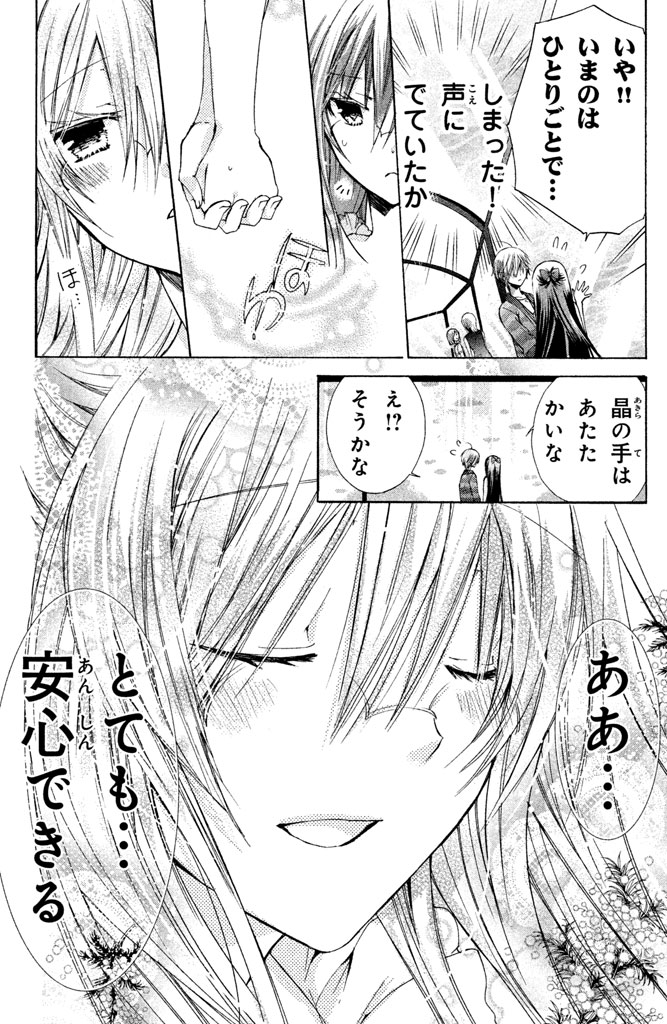 いや!!
いまのは
ひとりごとで…
しまった!
声に
でていたか
ほわ
ほ…
晶の手は
あたた
かいな
え!?
そうかな
ああ…
とても…
安心できる